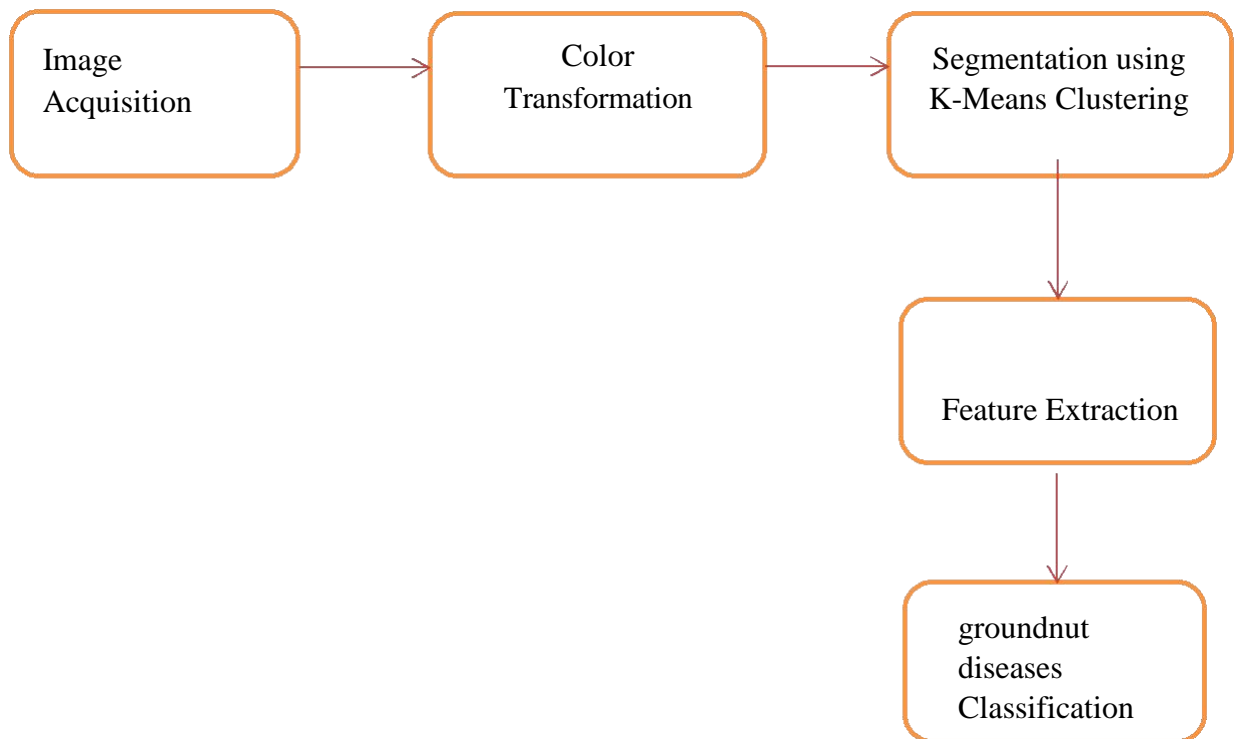 Image
Acquisition
Color
Transformation
Segmentation using
K-Means Clustering
Feature Extraction
groundnut
diseases
Classification